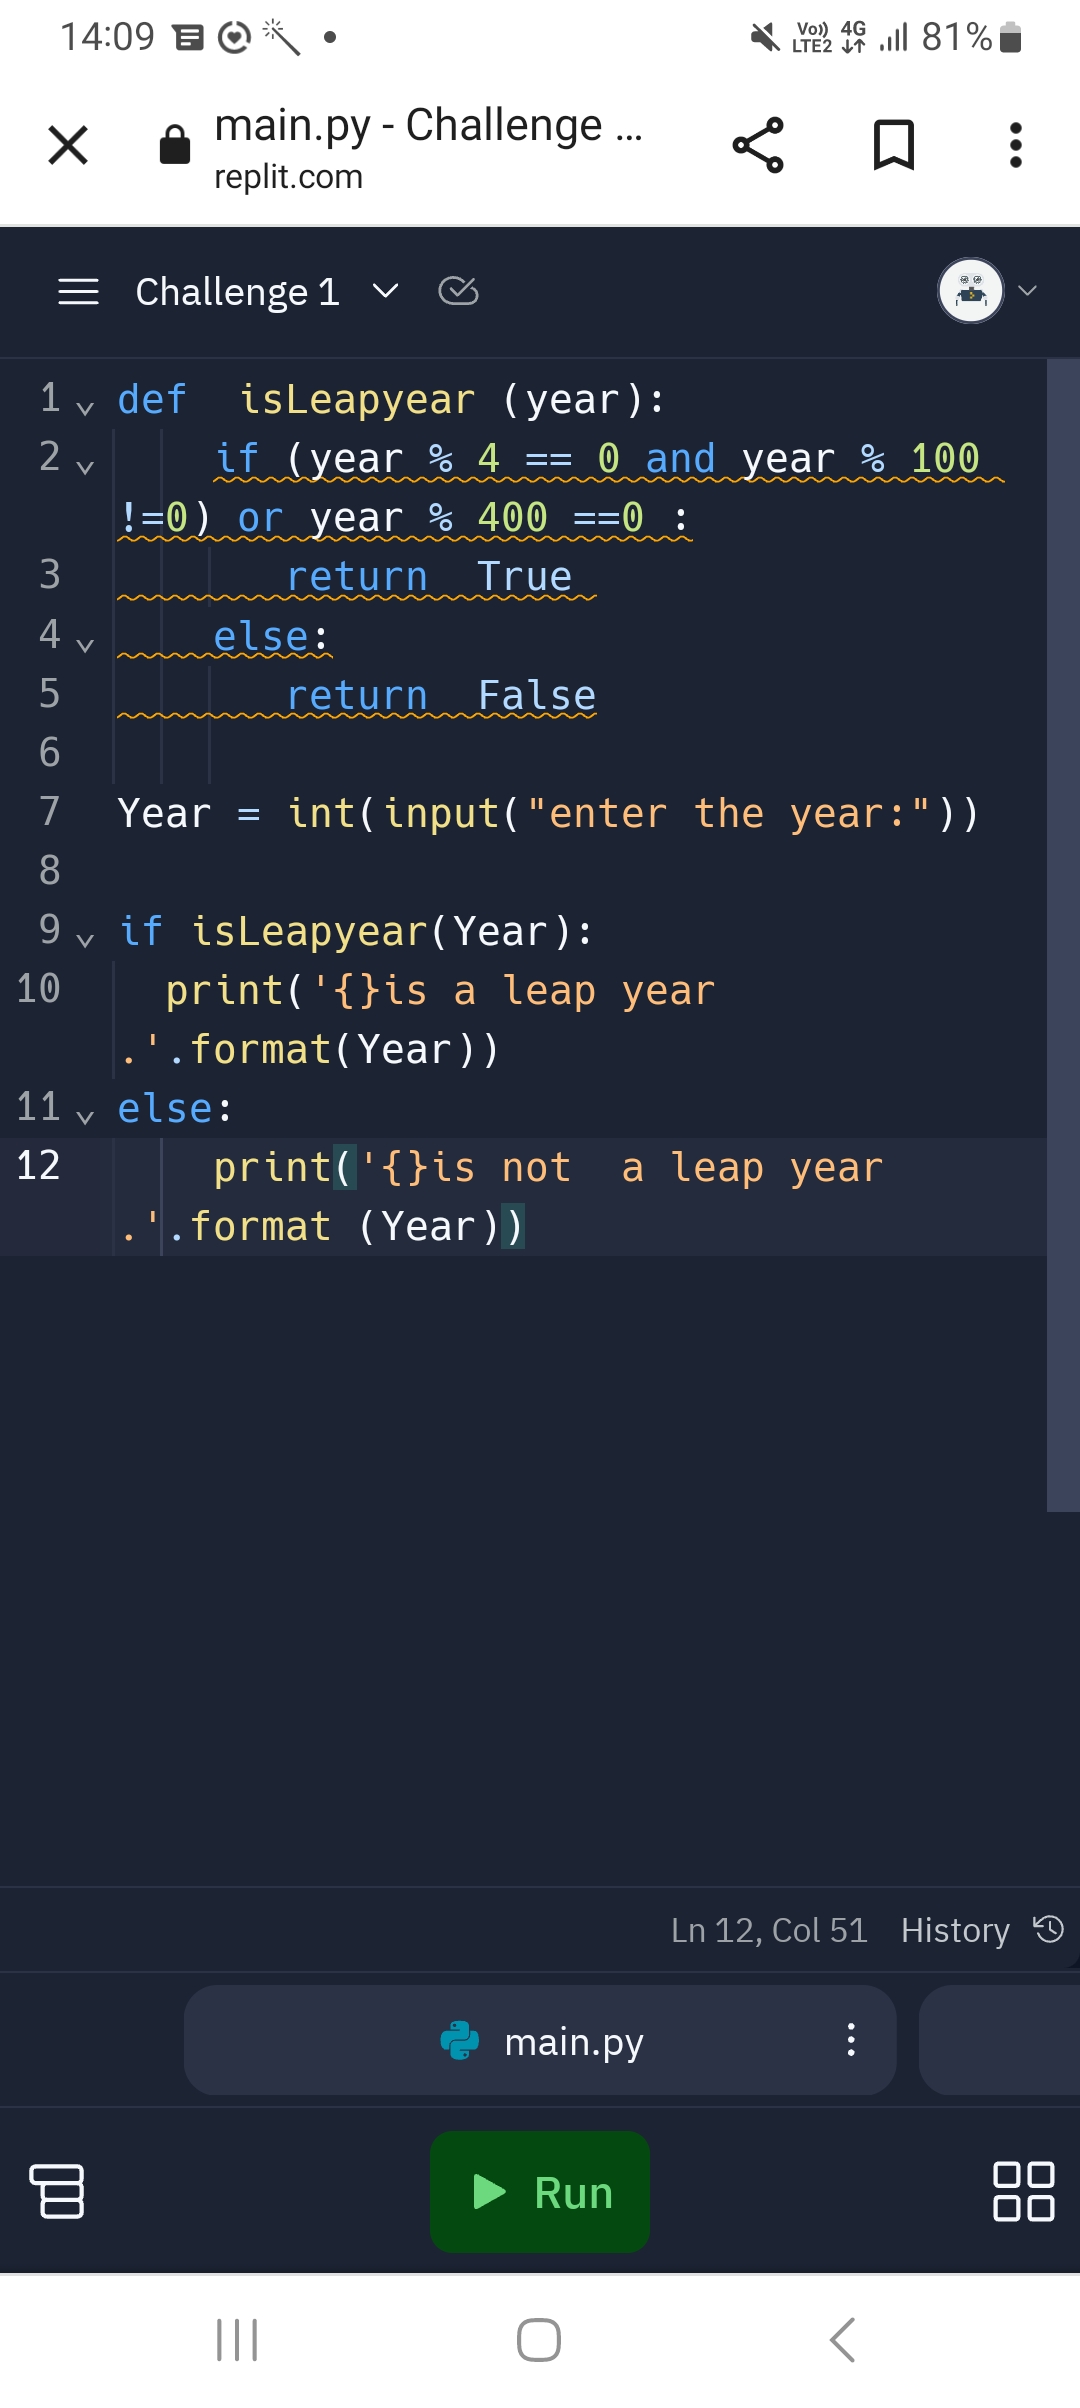 14:09
Vo)) LTE2 4G 81%
main.py - Challenge ...
replit.com
Challenge 1
1 def  isLeapyear (year):
2     if (year % 4 == 0 and year % 100
!=0) or year % 400 ==0 :
3        return  True
4     else:
5        return  False
6
7 Year = int(input("enter the year:"))
8
9 if isLeapyear(Year):
10   print('{}is a leap year
.'.format(Year))
11 else:
12     print('{}is not  a leap year
.'.format (Year))
Ln 12, Col 51 History
main.py
Run